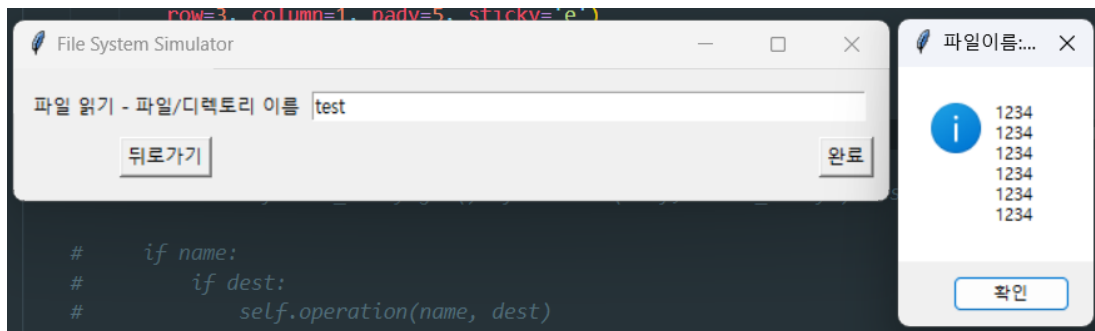 row=3, column=1, pady=5, sticky='e')
File System Simulator
파일 읽기 - 파일/디렉토리 이름 test
뒤로가기
완료
파일이름:...
1234
1234
1234
1234
1234
1234
확인
# if name:
# if dest:
# self.operation(name, dest)